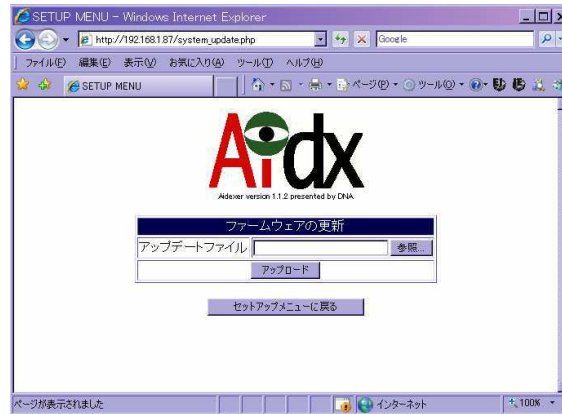 SETUP MENU - Windows Internet Explorer
http://192.168.1.87/system_update.php
Google
ファイル(F) 編集(E) 表示(V) お気に入り(A) ツール(T) ヘルプ(H)
SETUP MENU
ページ(P) ツール(O)
Aidx
Aidexer version 1.1.2 presented by DNA
ファームウェアの更新
アップデートファイル 参照...
アップロード
セットアップメニューに戻る
ページが表示されました インターネット 100%